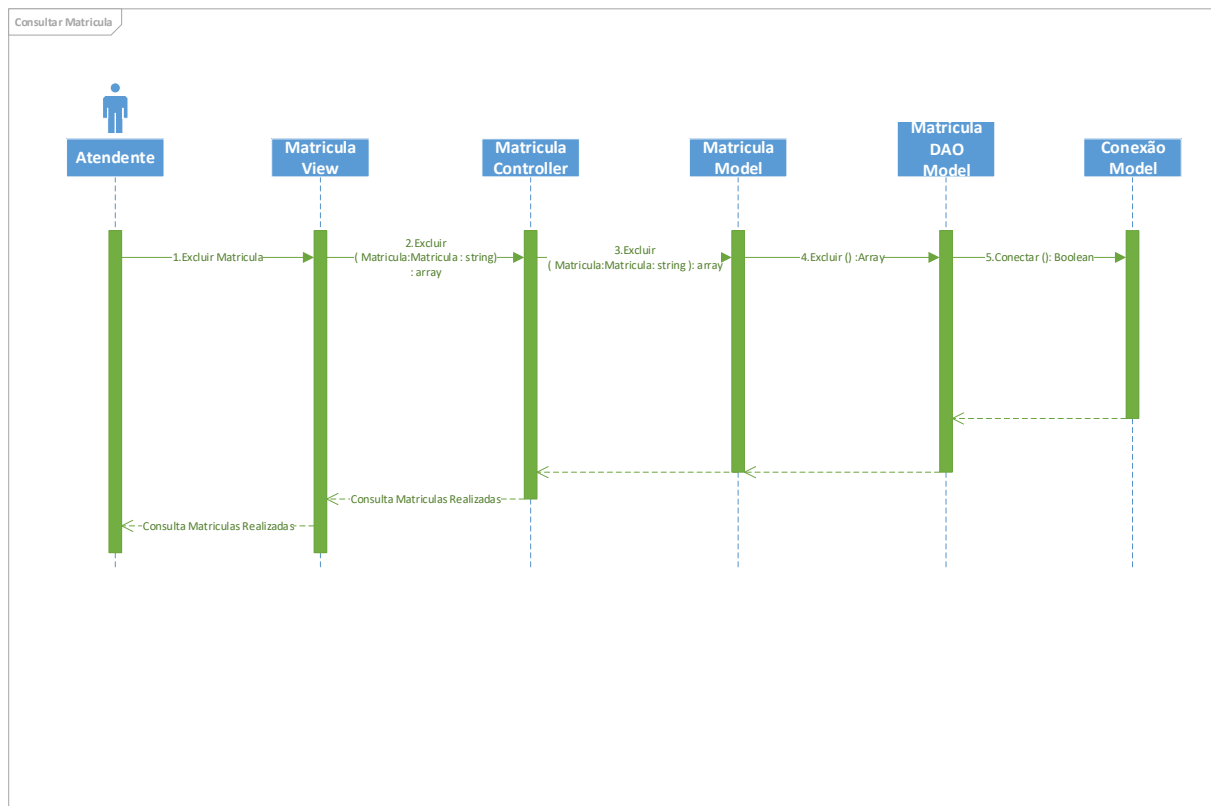 Consultar Matricula
Atendente
Matricula
View
Matricula
Controller
Matricula
Model
Matricula
DAO
Model
Conexão
Model
1.Excluir Matricula
2.Excluir
( Matricula:Matricula : string)
: array
3.Excluir
( Matricula:Matricula: string ): array
4.Excluir () :Array
5.Conectar (): Boolean
Consulta Matriculas Realizadas
Consulta Matriculas Realizadas